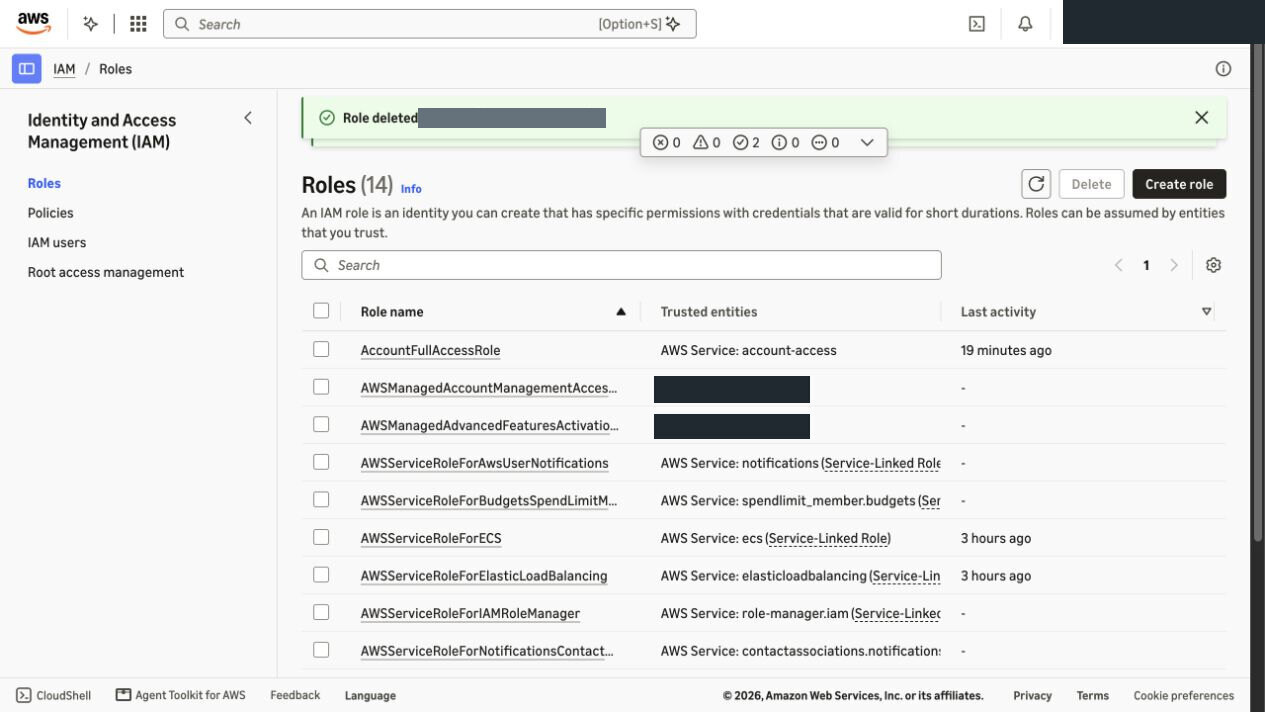 aws
Search [Option+S]
IAM / Roles
Identity and Access
Management (IAM)
Roles
Policies
IAM users
Root access management
Role deleted
0 0 2 0 0
Roles (14) Info
Delete
Create role
An IAM role is an identity you can create that has specific permissions with credentials that are valid for short durations. Roles can be assumed by entities
that you trust.
Search
1
Role name Trusted entities Last activity
AccountFullAccessRole AWS Service: account-access 19 minutes ago
AWSManagedAccountManagementAcces… -
AWSManagedAdvancedFeaturesActivatio… -
AWSServiceRoleForAwsUserNotifications AWS Service: notifications (Service-Linked Role -
AWSServiceRoleForBudgetsSpendLimitM… AWS Service: spendlimit_member.budgets (Ser -
AWSServiceRoleForECS AWS Service: ecs (Service-Linked Role) 3 hours ago
AWSServiceRoleForElasticLoadBalancing AWS Service: elasticloadbalancing (Service-Lin 3 hours ago
AWSServiceRoleForIAMRoleManager AWS Service: role-manager.iam (Service-Linked -
AWSServiceRoleForNotificationsContact… AWS Service: contactassociations.notifications -
CloudShell Agent Toolkit for AWS Feedback Language © 2026, Amazon Web Services, Inc. or its affiliates. Privacy Terms Cookie preferences